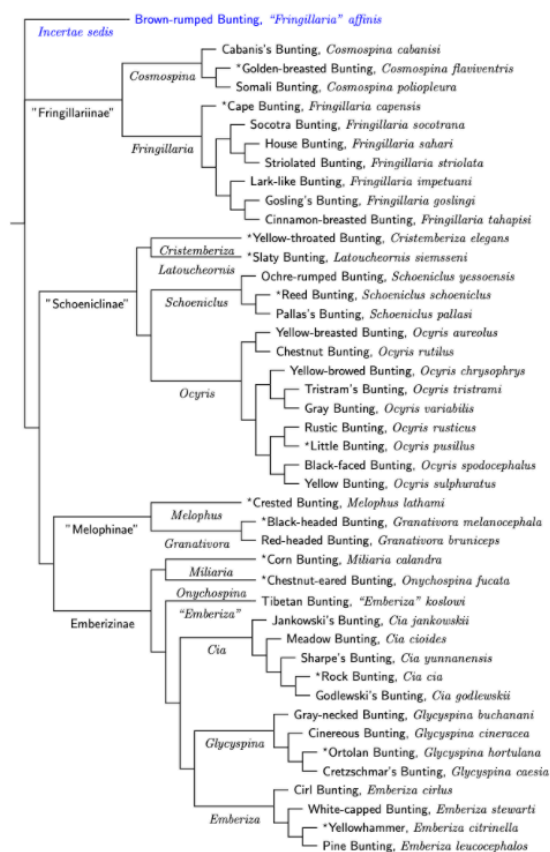 Brown-rumped Bunting, “Fringillaria” affinis
Incertae sedis
Cabanis's Bunting, Cosmospina cabanisi
Cosmospina
*Golden-breasted Bunting, Cosmospina flaviventris
Somali Bunting, Cosmospina poliopleura
"Fringillariinae"
*Cape Bunting, Fringillaria capensis
Socotra Bunting, Fringillaria socotrana
Fringillaria
House Bunting, Fringillaria sahari
Striolated Bunting, Fringillaria striolata
Lark-like Bunting, Fringillaria impetuani
Gosling's Bunting, Fringillaria goslingi
Cinnamon-breasted Bunting, Fringillaria tahapisi
*Yellow-throated Bunting, Cristemberiza elegans
Cristemberiza
*Slaty Bunting, Latoucheornis siemsseni
Latoucheornis
Ochre-rumped Bunting, Schoeniclus yessoensis
"Schoeniclinae"
Schoeniclus
*Reed Bunting, Schoeniclus schoeniclus
Pallas's Bunting, Schoeniclus pallasi
Yellow-breasted Bunting, Ocyris aureolus
Chestnut Bunting, Ocyris rutilus
Yellow-browed Bunting, Ocyris chrysophrys
Ocyris
Tristram's Bunting, Ocyris tristrami
Gray Bunting, Ocyris variabilis
Rustic Bunting, Ocyris rusticus
*Little Bunting, Ocyris pusillus
Black-faced Bunting, Ocyris spodocephalus
Yellow Bunting, Ocyris sulphuratus
*Crested Bunting, Melophus lathami
Melophus
"Melophinae"
*Black-headed Bunting, Granativora melanocephala
Granativora
Red-headed Bunting, Granativora bruniceps
*Corn Bunting, Miliaria calandra
Miliaria
*Chestnut-eared Bunting, Onychospina fucata
Onychospina
Tibetan Bunting, “Emberiza” koslowi
Emberizinae
“Emberiza”
Jankowski's Bunting, Cia jankowskii
Meadow Bunting, Cia cioides
Cia
Sharpe's Bunting, Cia yunnanensis
*Rock Bunting, Cia cia
Godlewski's Bunting, Cia godlewskii
Gray-necked Bunting, Glycyspina buchanani
Cinereous Bunting, Glycyspina cineracea
Glycyspina
*Ortolan Bunting, Glycyspina hortulana
Cretzschmar's Bunting, Glycyspina caesia
Cirl Bunting, Emberiza cirlus
White-capped Bunting, Emberiza stewarti
Emberiza
*Yellowhammer, Emberiza citrinella
Pine Bunting, Emberiza leucocephalos